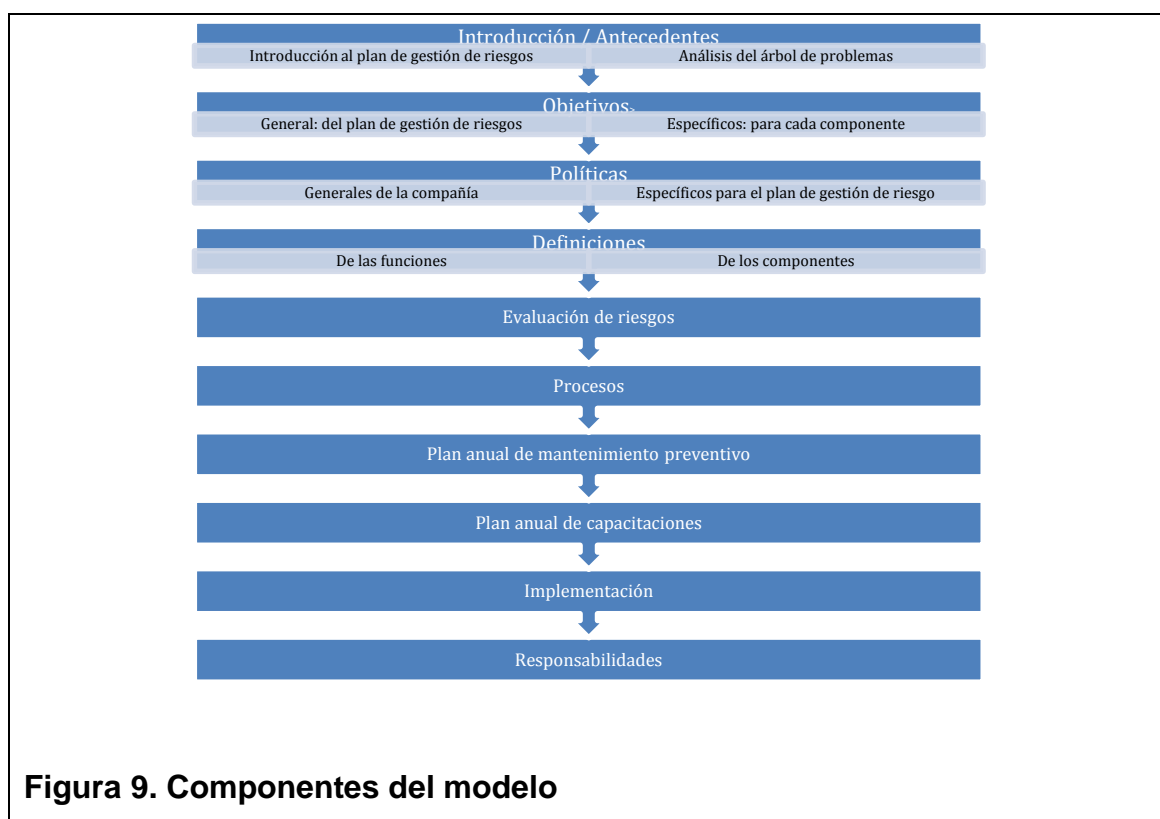 Introducción / Antecedentes
Introducción al plan de gestión de riesgos
Análisis del árbol de problemas
Objetivos
General: del plan de gestión de riesgos
Específicos: para cada componente
Políticas
Generales de la compañía
Específicos para el plan de gestión de riesgo
Definiciones
De las funciones
De los componentes
Evaluación de riesgos
Procesos
Plan anual de mantenimiento preventivo
Plan anual de capacitaciones
Implementación
Responsabilidades
Figura 9. Componentes del modelo